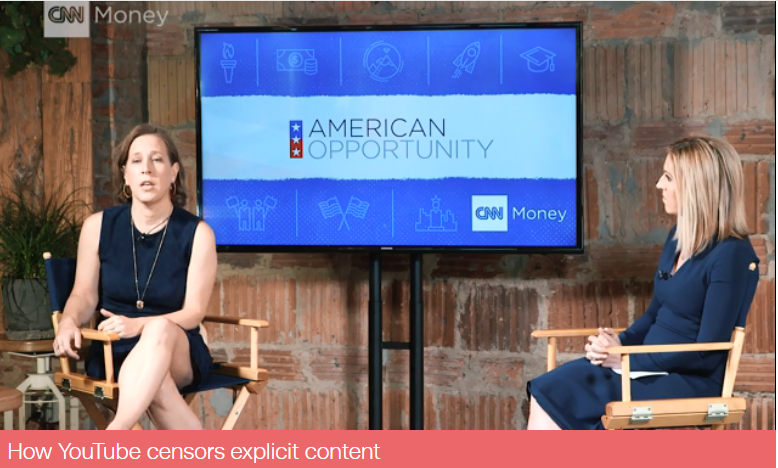 CNN Money
AMERICAN
OPPORTUNITY
CNN Money
How YouTube censors explicit content